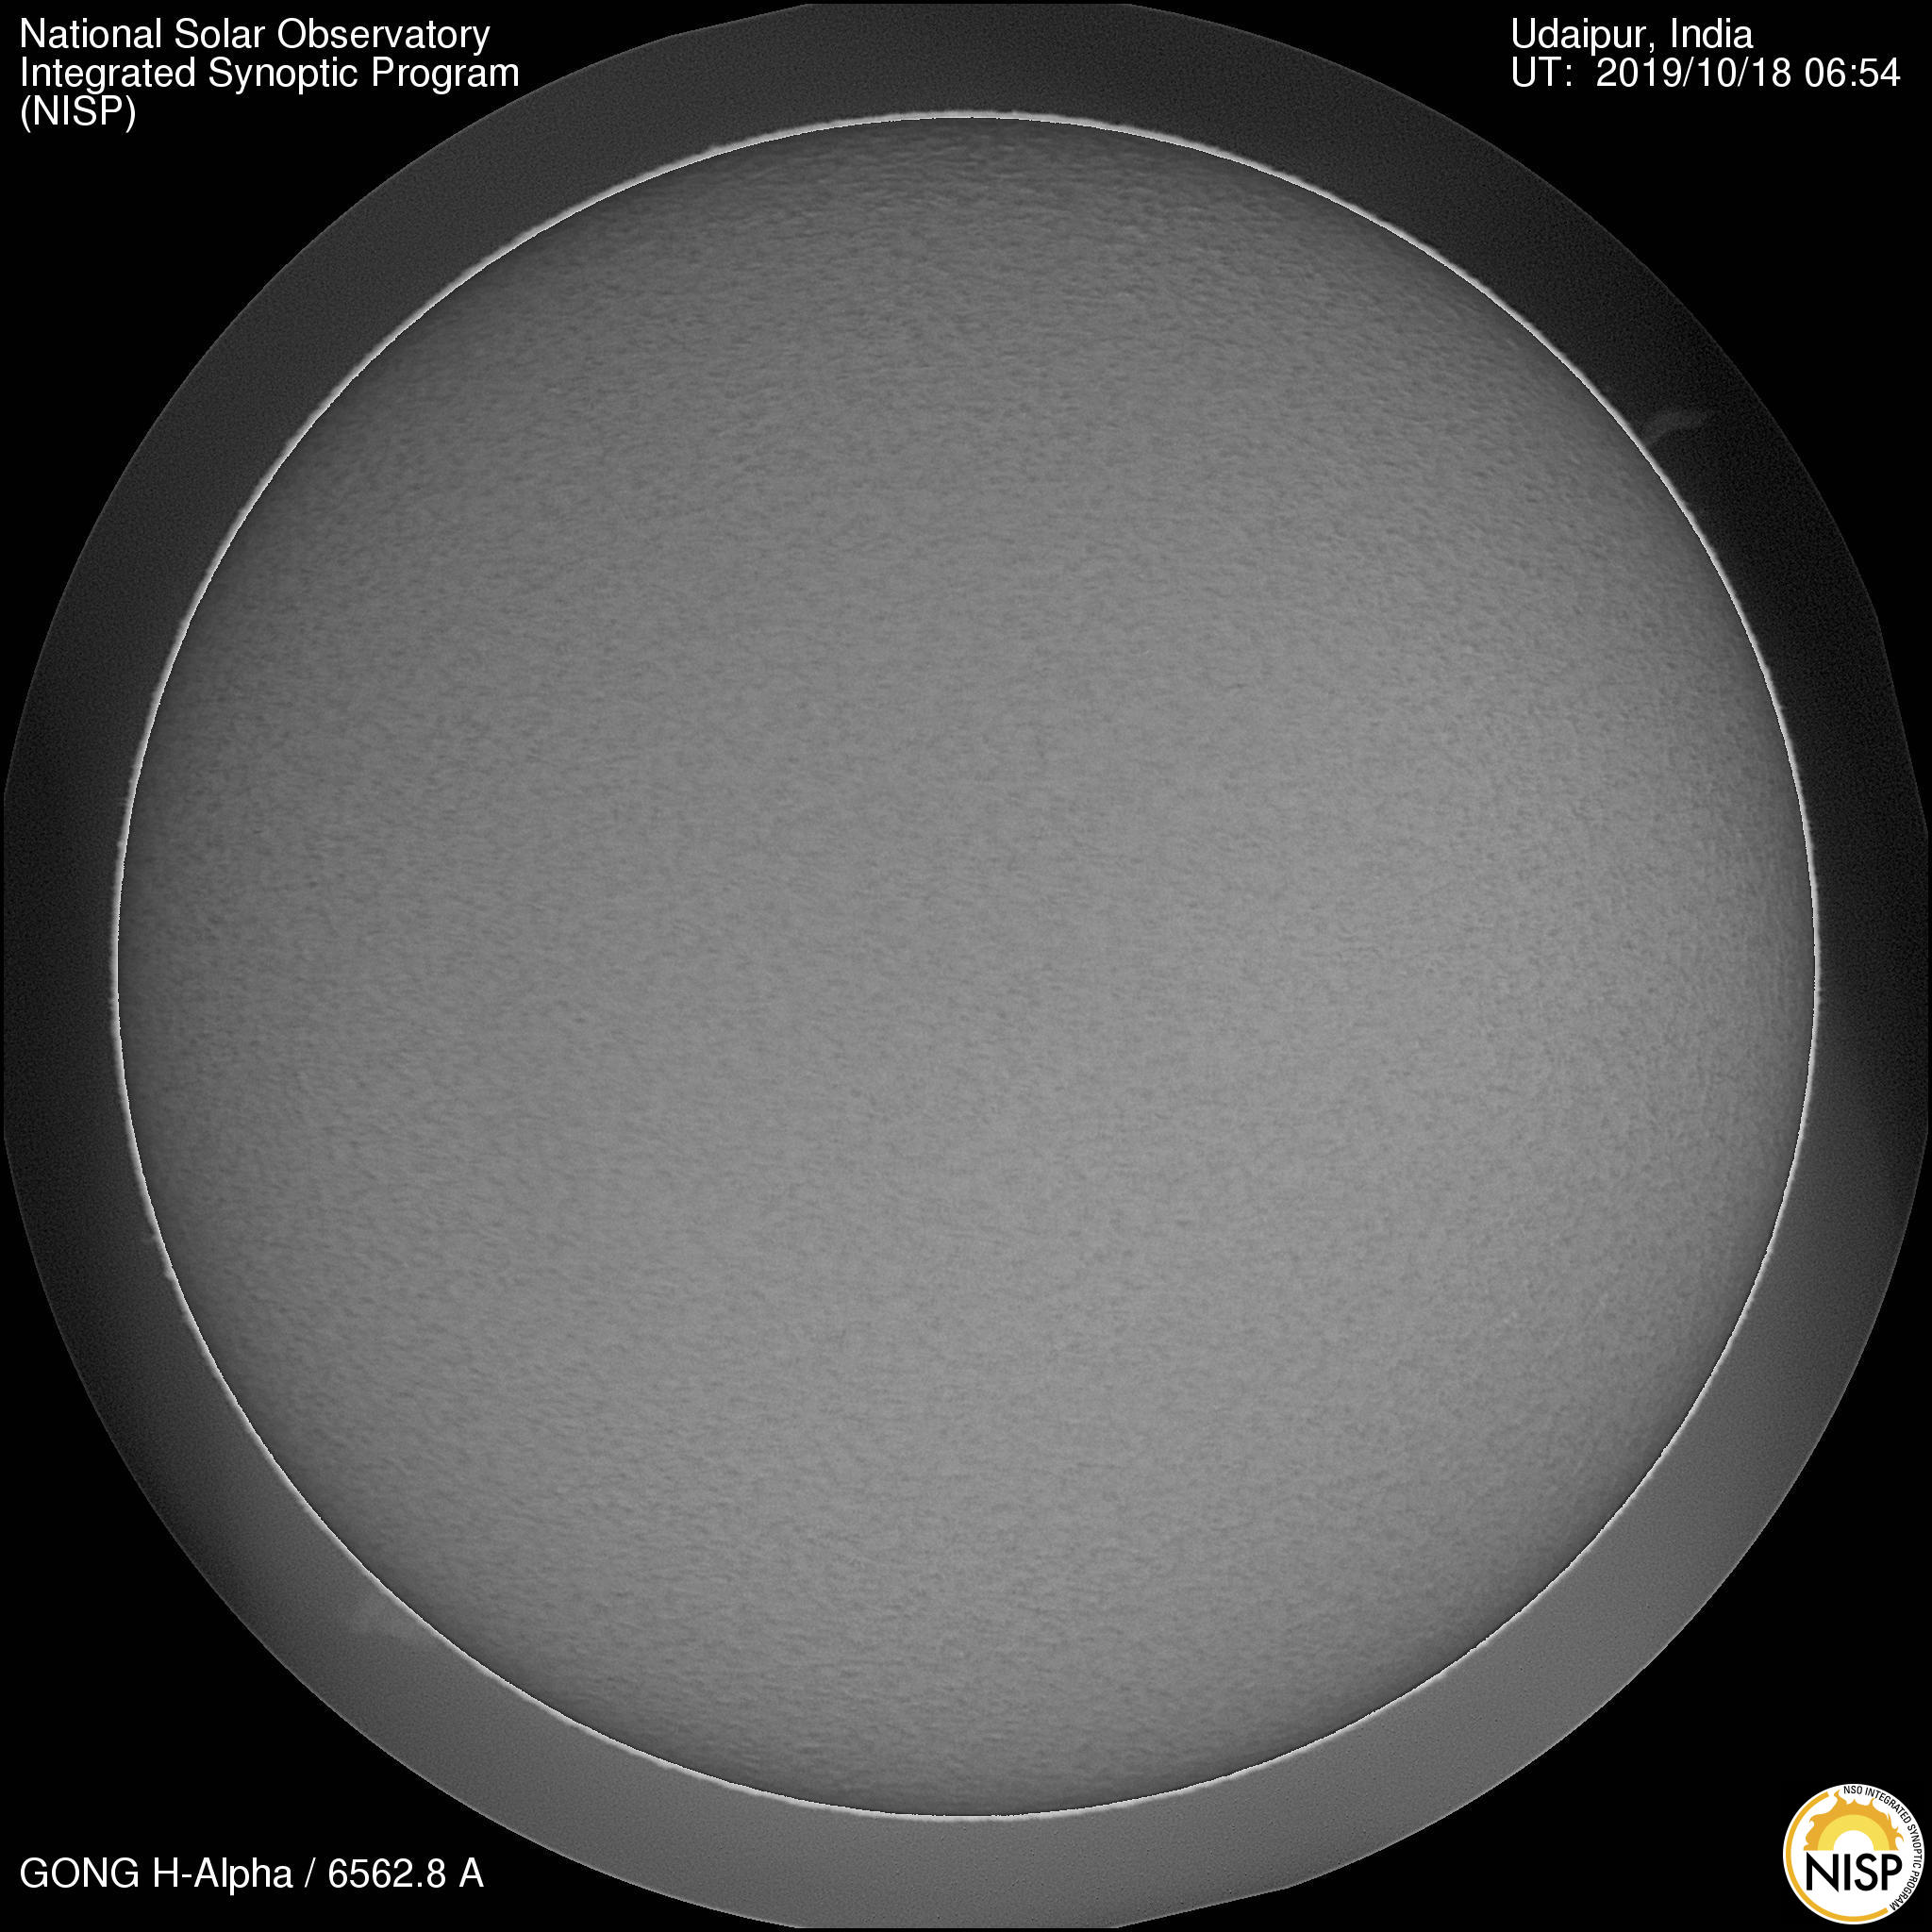 National Solar Observatory
Integrated Synoptic Program
(NISP)
Udaipur, India
UT: 2019/10/18 06:54
GONG H-Alpha / 6562.8 A
NSO INTEGRATED SYNOPTIC PROGRAM
NISP